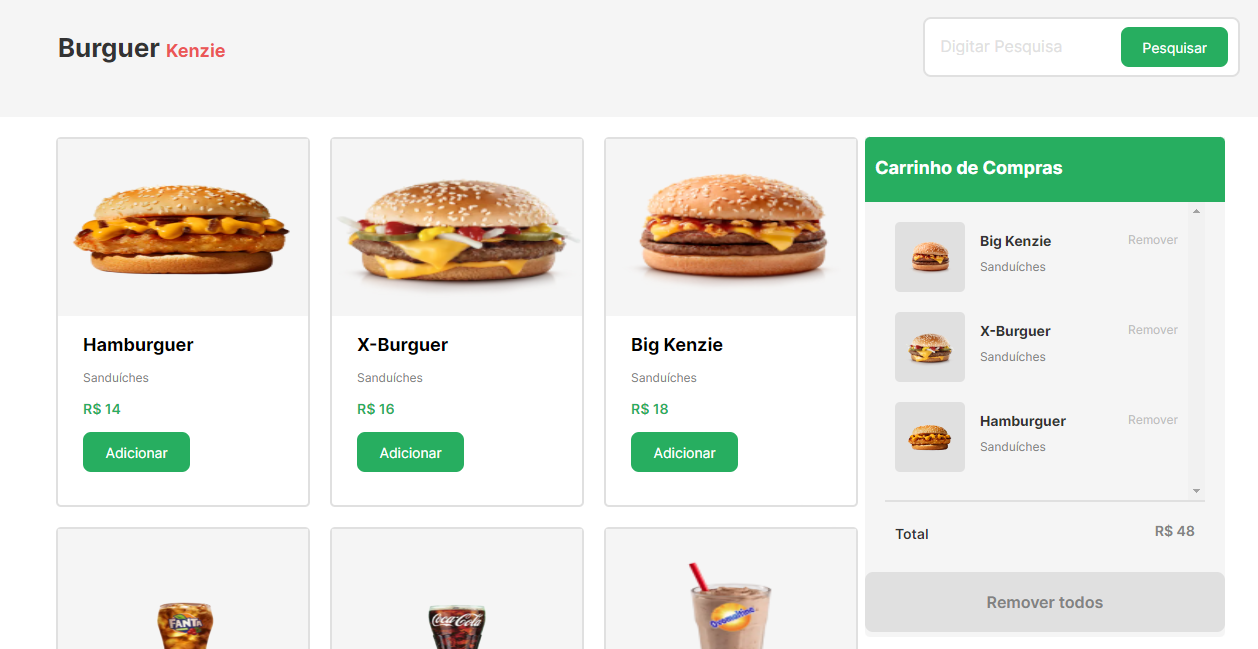 Burguer Kenzie
Digitar Pesquisa
Pesquisar
Hamburguer
Sanduíches
R$ 14
Adicionar
X-Burguer
Sanduíches
R$ 16
Adicionar
Big Kenzie
Sanduíches
R$ 18
Adicionar
Carrinho de Compras
Big Kenzie
Remover
Sanduíches
X-Burguer
Remover
Sanduíches
Hamburguer
Remover
Sanduíches
Total
R$ 48
Remover todos
FANTA
Coca-Cola
Ovomaltine